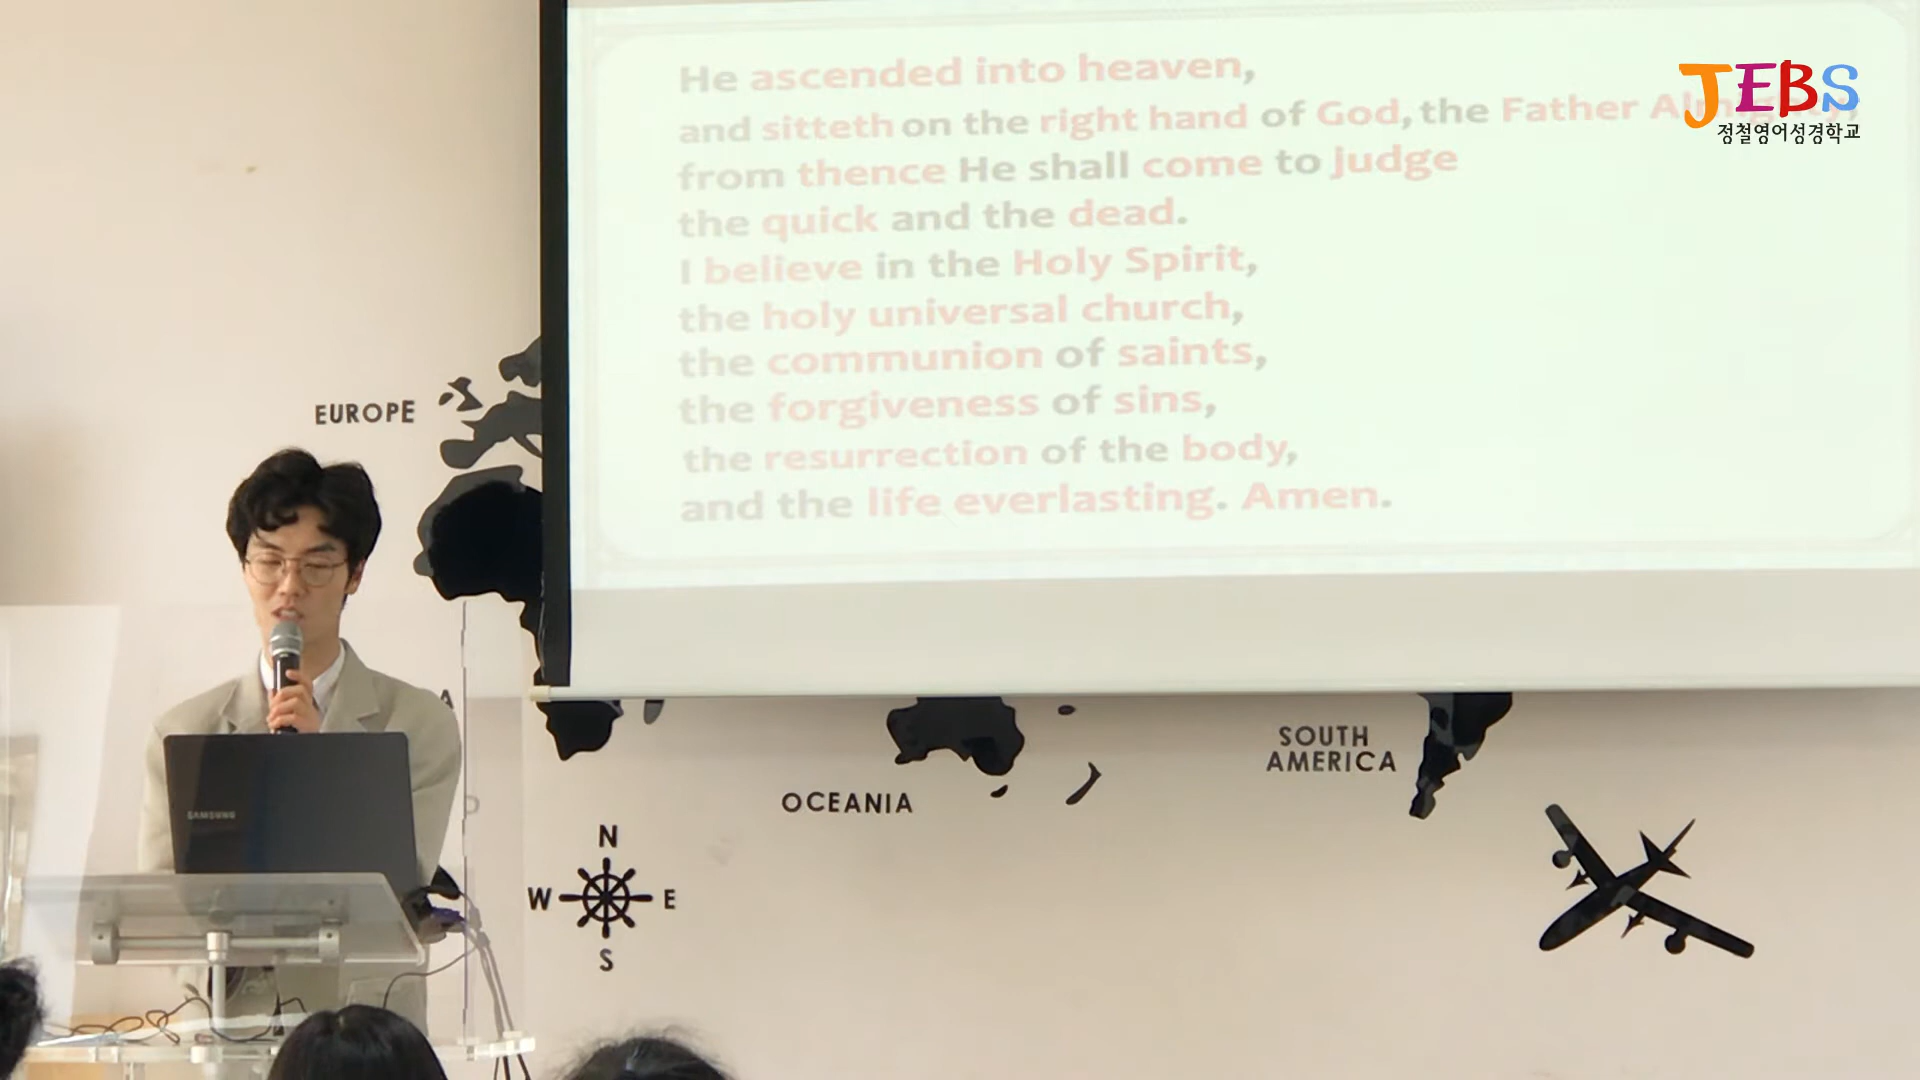 He ascended into heaven,
and sitteth on the right hand of God, the Father Almighty,
from thence He shall come to judge
the quick and the dead.
I believe in the Holy Spirit,
the holy universal church,
the communion of saints,
the forgiveness of sins,
the resurrection of the body,
and the life everlasting. Amen.
JEBS
정철영어성경학교
EUROPE
SAMSUNG
OCEANIA
SOUTH
AMERICA
N
W E
S